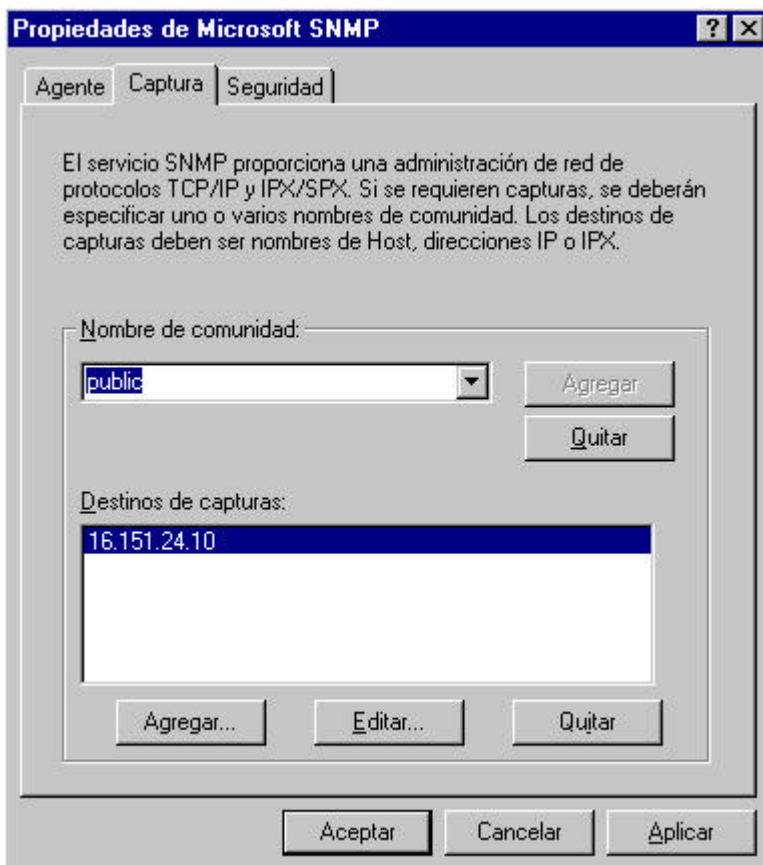 Propiedades de Microsoft SNMP
Agente Captura Seguridad
El servicio SNMP proporciona una administración de red de
protocolos TCP/IP y IPX/SPX. Si se requieren capturas, se deberán
especificar uno o varios nombres de comunidad. Los destinos de
capturas deben ser nombres de Host, direcciones IP o IPX.
Nombre de comunidad:
public
Agregar
Quitar
Destinos de capturas:
16.151.24.10
Agregar... Editar... Quitar
Aceptar Cancelar Aplicar